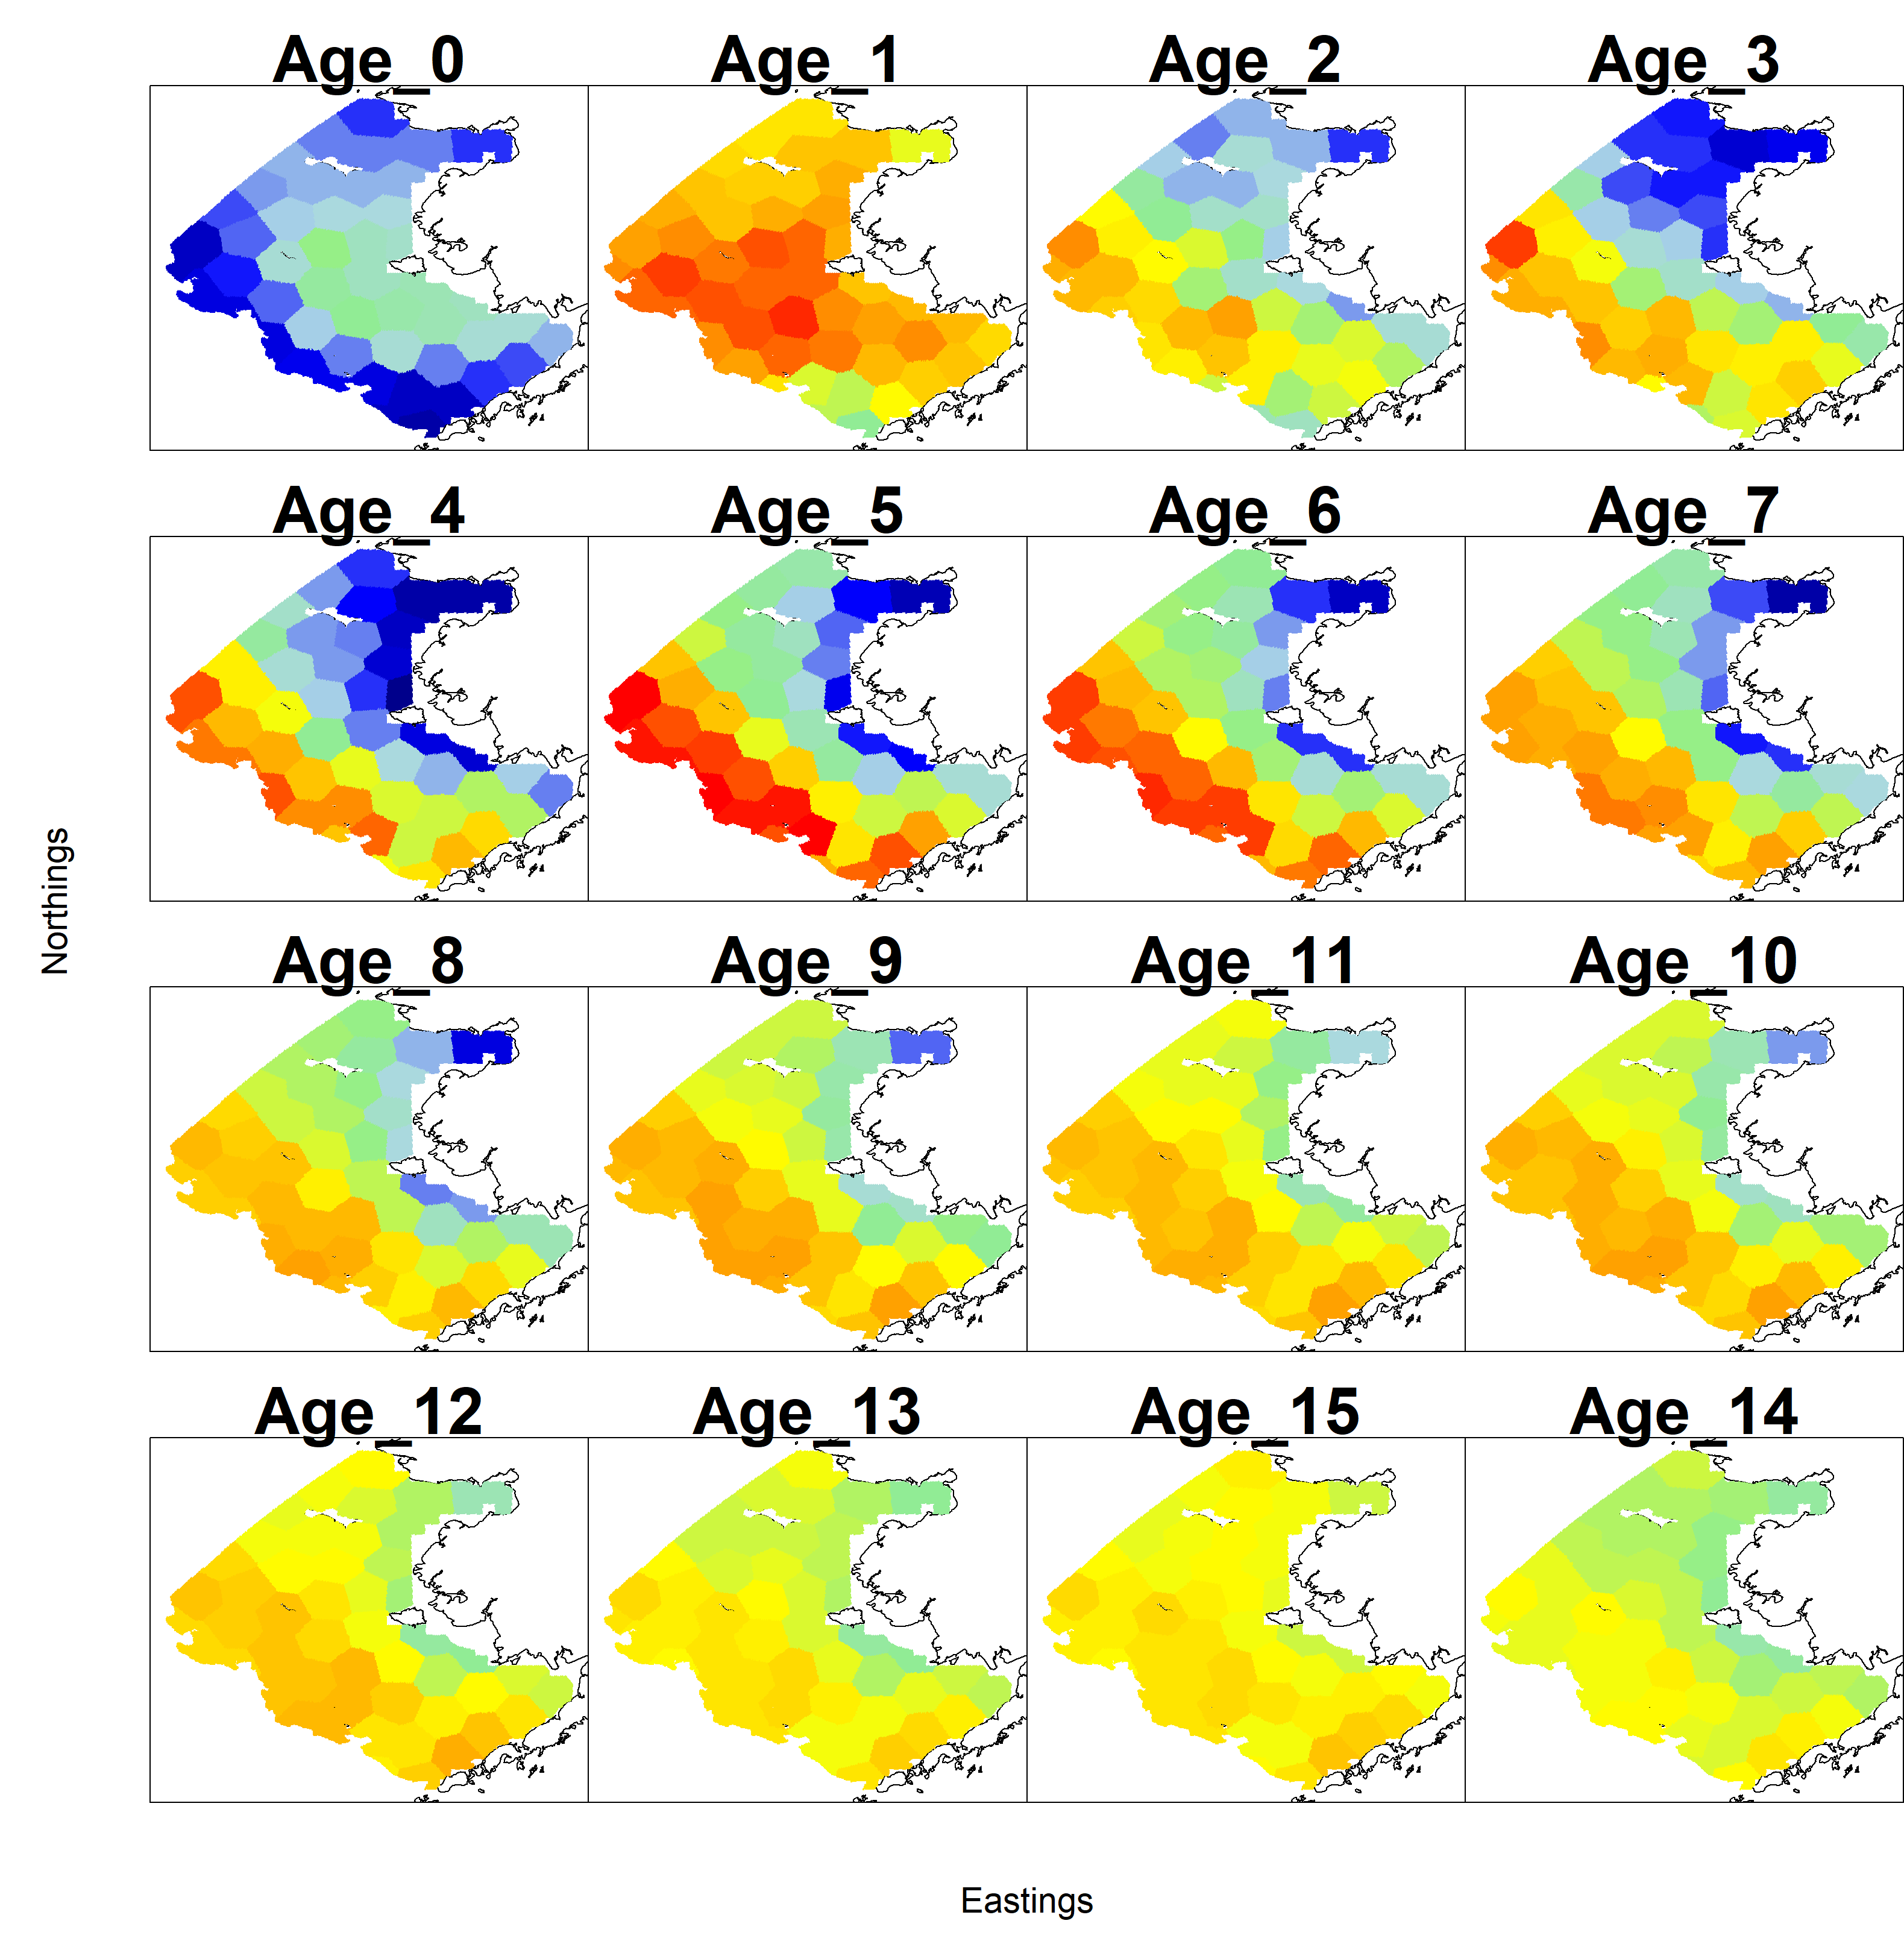 Age_0 Age_1 Age_2 Age_3
Age_4 Age_5 Age_6 Age_7
Northings
Age_8 Age_9 Age_11 Age_10
Age_12 Age_13 Age_15 Age_14
Eastings